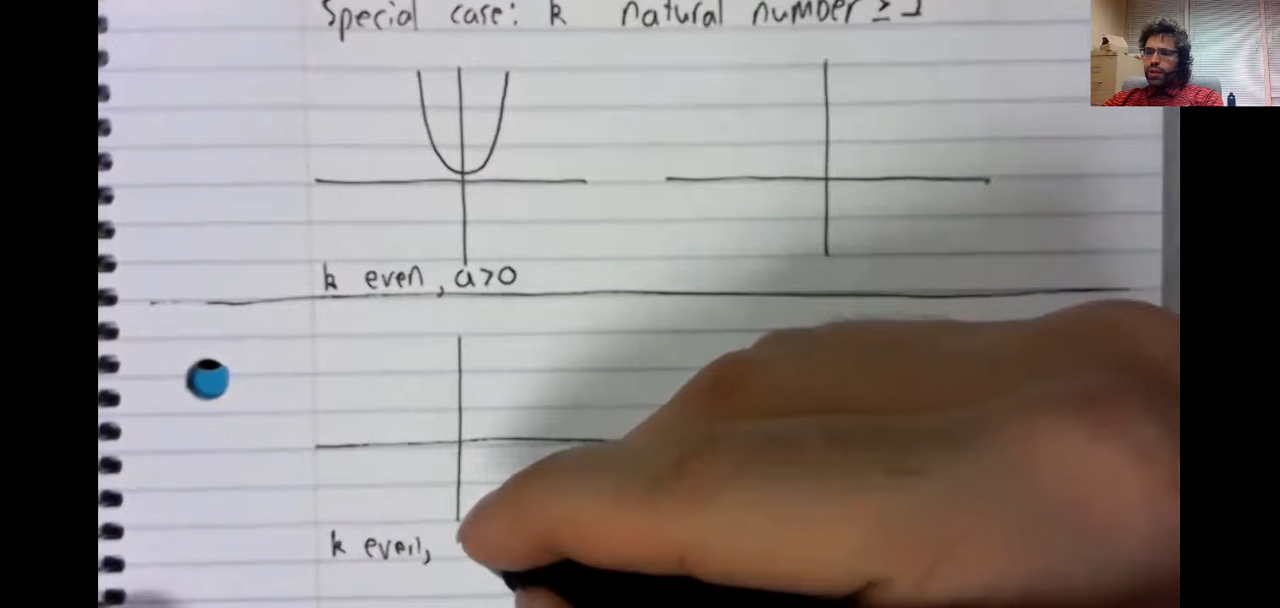 Special case: k natural number ≥ 1
k even, a>0
k even,